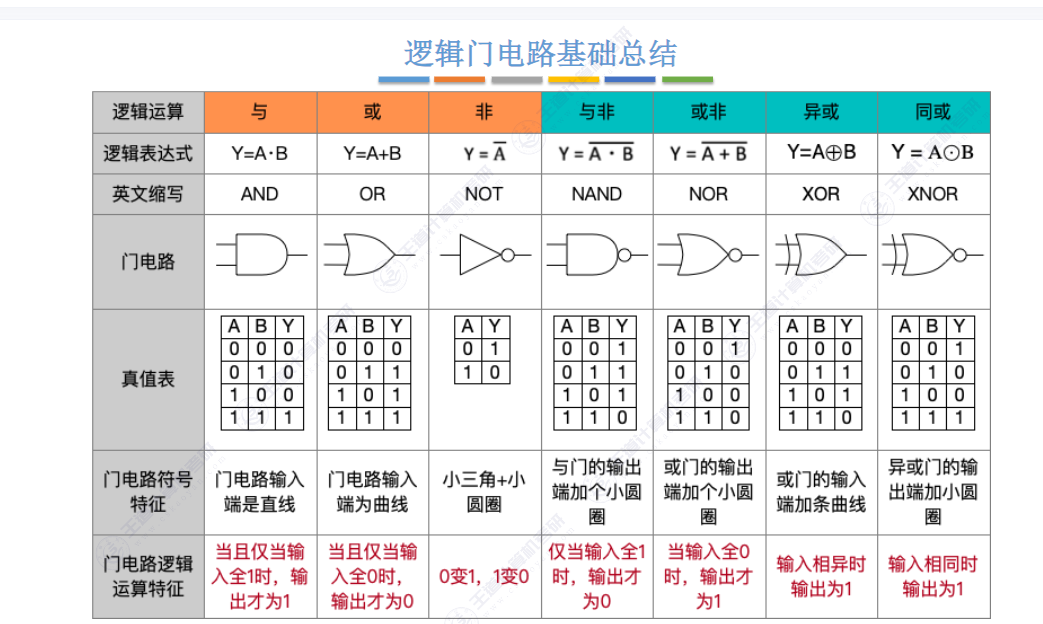 逻辑门电路基础总结
逻辑运算 与 或 非 与非 或非 异或 同或
逻辑表达式 Y=A·B Y=A+B Y = A̅ Y = A̅ ̅·̅ ̅B̅ Y = A̅ ̅+̅ ̅B̅ Y=A⊕B Y = A⊙B
英文缩写 AND OR NOT NAND NOR XOR XNOR
门电路
真值表
A B Y
0 0 0
0 1 0
1 0 0
1 1 1
A B Y
0 0 0
0 1 1
1 0 1
1 1 1
A Y
0 1
1 0
A B Y
0 0 1
0 1 1
1 0 1
1 1 0
A B Y
0 0 1
0 1 0
1 0 0
1 1 0
A B Y
0 0 0
0 1 1
1 0 1
1 1 0
A B Y
0 0 1
0 1 0
1 0 0
1 1 1
门电路符号
特征
门电路输入
端是直线
门电路输入
端为曲线
小三角+小
圆圈
与门的输出
端加个小圆
圈
或门的输出
端加个小圆
圈
或门的输入
端加条曲线
异或门的输
出端加小圆
圈
门电路逻辑
运算特征
当且仅当输
入全1时，输
出才为1
当且仅当输
入全0时，
输出才为0
0变1，1变0
仅当输入全1
时，输出才
为0
当输入全0
时，输出才
为1
输入相异时
输出为1
输入相同时
输出为1